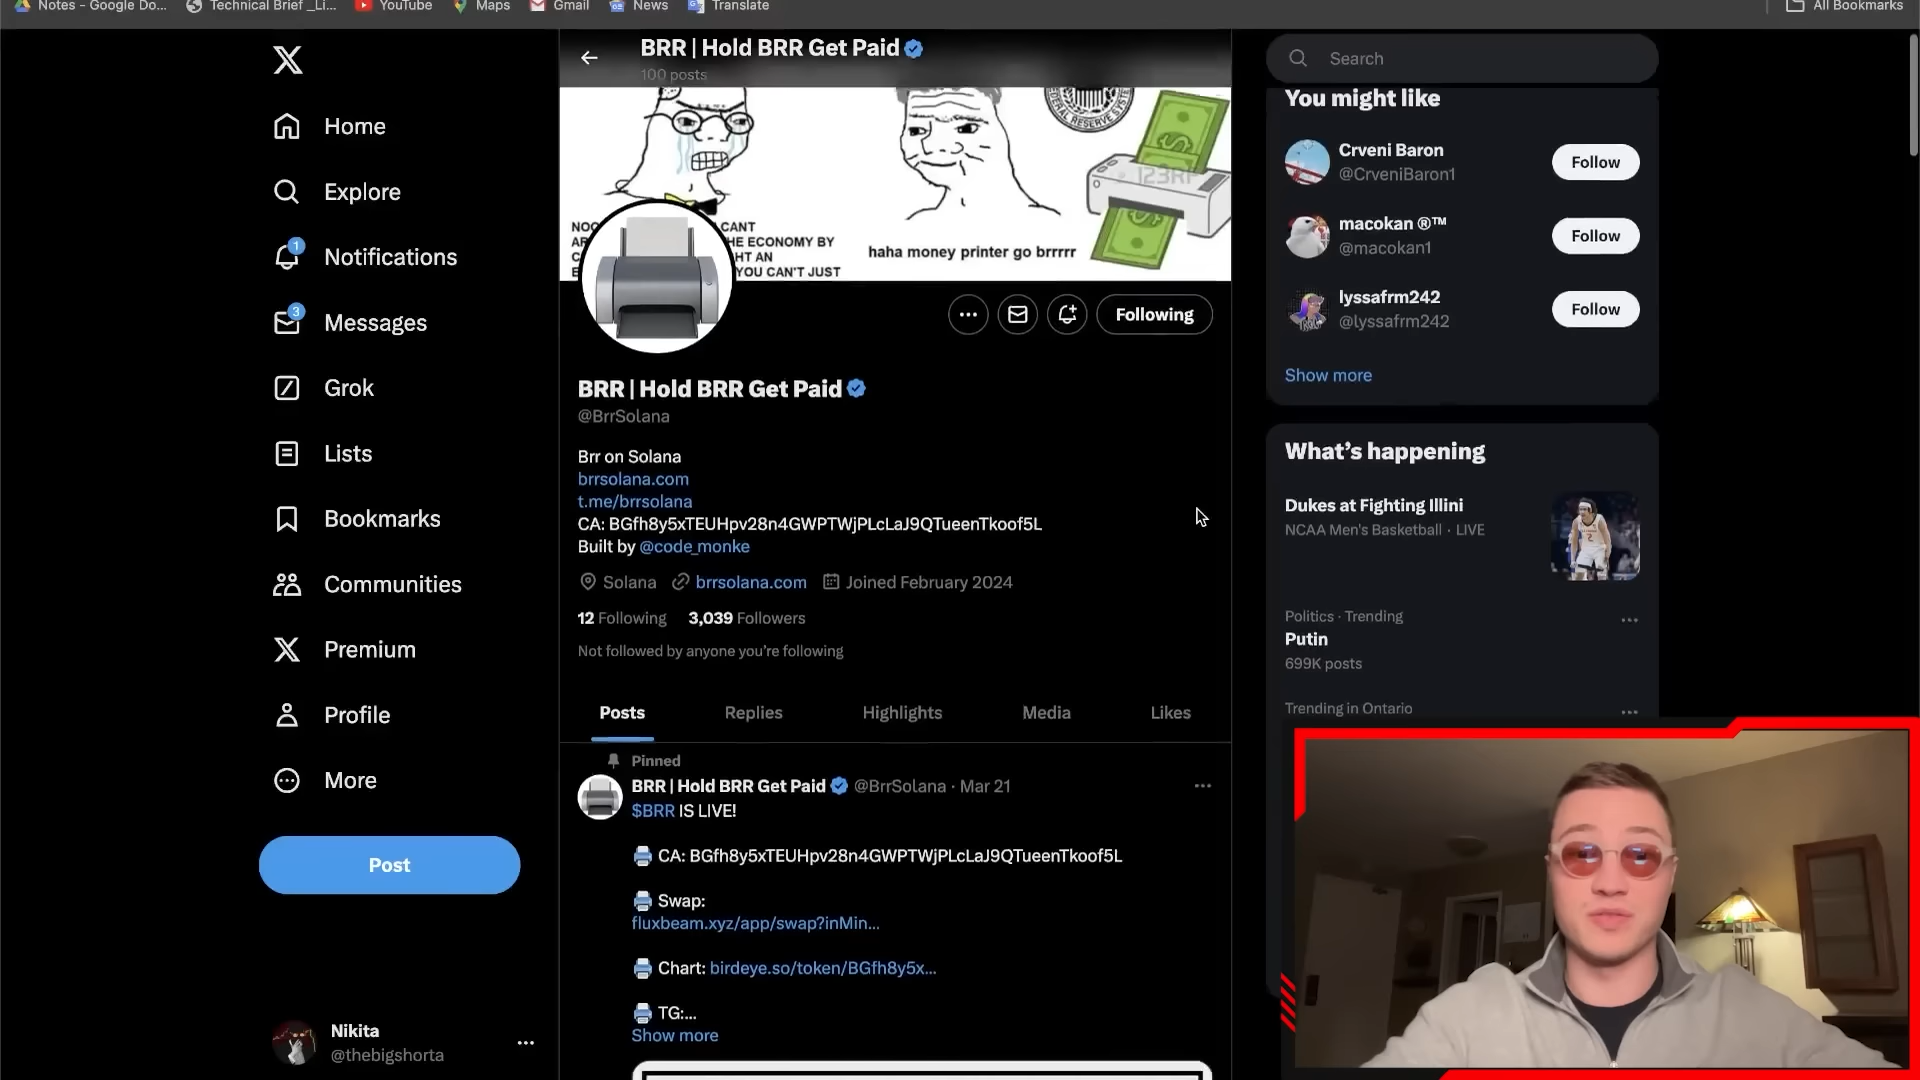 Notes - Google Do...
Technical Brief _Li...
YouTube
Maps
Gmail
News
Translate
All Bookmarks
BRR | Hold BRR Get Paid
100 posts
Home
Explore
1
Notifications
3
Messages
Grok
Lists
Bookmarks
Communities
Premium
Profile
More
Post
Nikita
@thebigshorta
FEDERAL RESERVE SYSTEM
123RF
CANT
HE ECONOMY BY
HT AN
YOU CAN'T JUST
haha money printer go brrrrr
Following
BRR | Hold BRR Get Paid
@BrrSolana
Brr on Solana
brrsolana.com
t.me/brrsolana
CA: BGfh8y5xTEUHpv28n4GWPTWjPLcLaJ9QTueenTkoof5L
Built by @code_monke
Solana brrsolana.com Joined February 2024
12 Following 3,039 Followers
Not followed by anyone you're following
Posts Replies Highlights Media Likes
Pinned
BRR | Hold BRR Get Paid @BrrSolana · Mar 21
$BRR IS LIVE!
CA: BGfh8y5xTEUHpv28n4GWPTWjPLcLaJ9QTueenTkoof5L
Swap:
fluxbeam.xyz/app/swap?inMin...
Chart: birdeye.so/token/BGfh8y5x...
TG:...
Show more
Search
You might like
Crveni Baron
@CrveniBaron1
Follow
macokan ®™
@macokan1
Follow
lyssafrm242
@lyssafrm242
Follow
Show more
What's happening
Dukes at Fighting Illini
NCAA Men's Basketball · LIVE
Politics · Trending
Putin
699K posts
Trending in Ontario